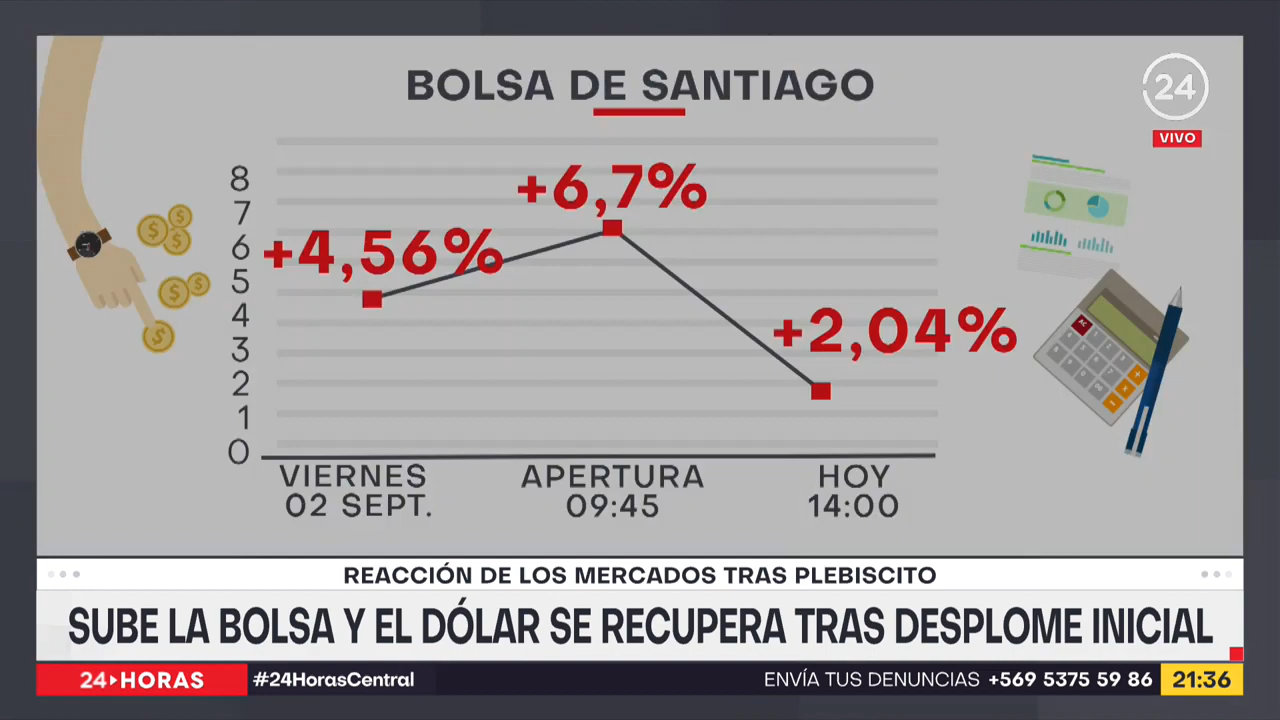 BOLSA DE SANTIAGO
24
VIVO
8
7
6
5
4
3
2
1
0
+4,56%
+6,7%
+2,04%
VIERNES
02 SEPT.
APERTURA
09:45
HOY
14:00
REACCIÓN DE LOS MERCADOS TRAS PLEBISCITO
SUBE LA BOLSA Y EL DÓLAR SE RECUPERA TRAS DESPLOME INICIAL
24 HORAS
#24HorasCentral
ENVÍA TUS DENUNCIAS +569 5375 59 86
21:36